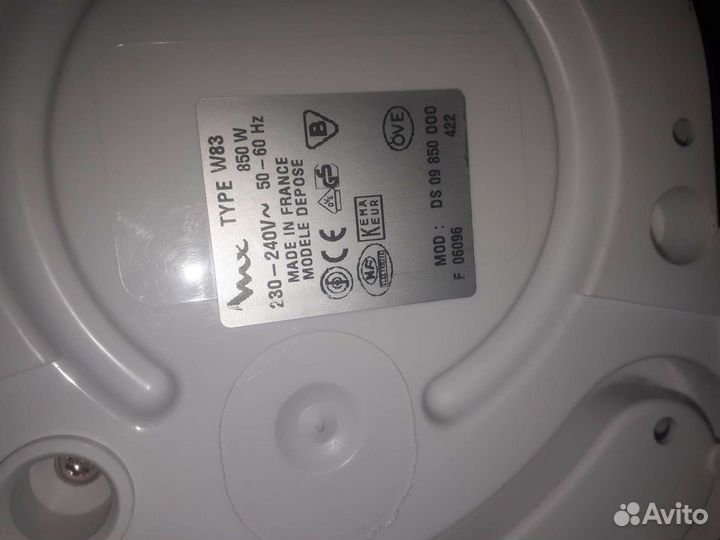 TYPE W83
850 W
230-240V~ 50-60 Hz
MADE IN FRANCE
MODELE DEPOSE
B
GS
KEMA
KEUR
NF
ÖVE
MOD : DS 09 850 000
F 06096 422
Avito